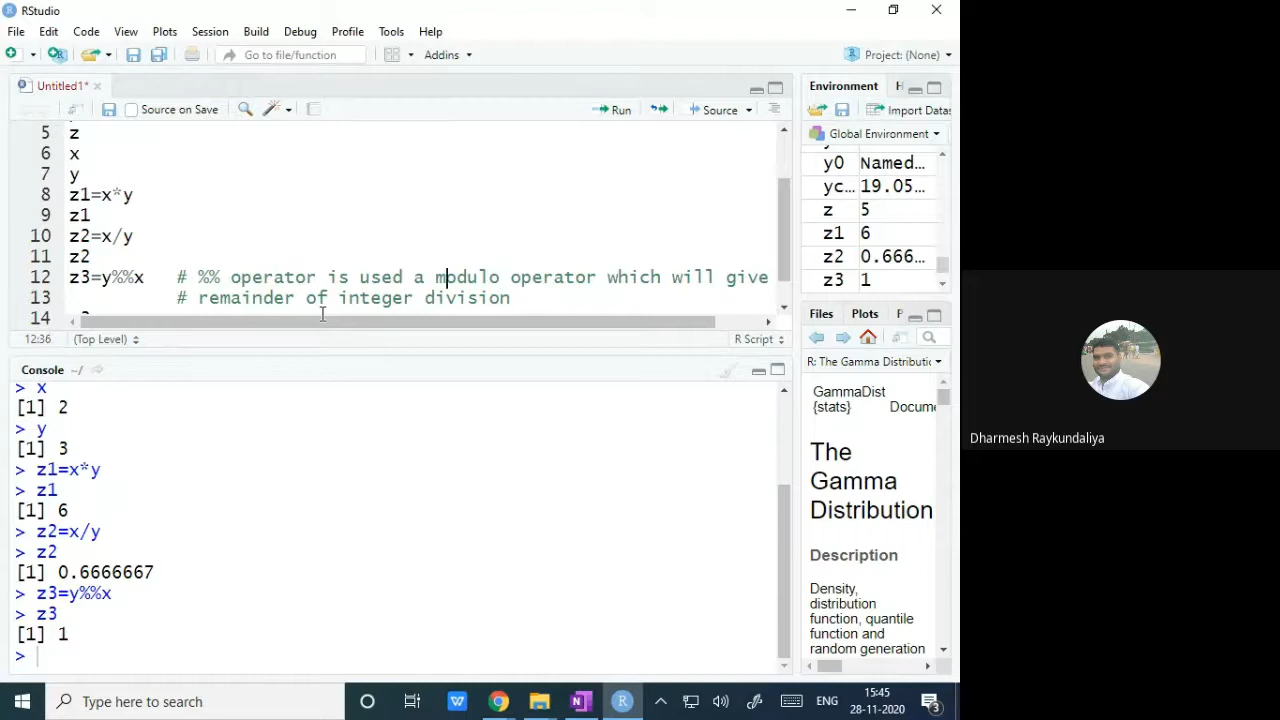 RStudio
File Edit Code View Plots Session Build Debug Profile Tools Help
Go to file/function Addins Project: (None)
Untitled1*
Source on Save Run Source
5 z
6 x
7 y
8 z1=x*y
9 z1
10 z2=x/y
11 z2
12 z3=y%%x # %% operator is used a modulo operator which will give
13 # remainder of integer division
14
12:36 (Top Level) R Script
Console ~/
> x
[1] 2
> y
[1] 3
> z1=x*y
> z1
[1] 6
> z2=x/y
> z2
[1] 0.6666667
> z3=y%%x
> z3
[1] 1
>
Environment H
Import Datas
Global Environment
y0 Named…
yc… 19.05…
z 5
z1 6
z2 0.666…
z3 1
Files Plots P
R: The Gamma Distributic
GammaDist
{stats} Docume
The
Gamma
Distribution
Description
Density,
distribution
function, quantile
function and
random generation
Dharmesh Raykundaliya
Type here to search
ENG
15:45
28-11-2020
3